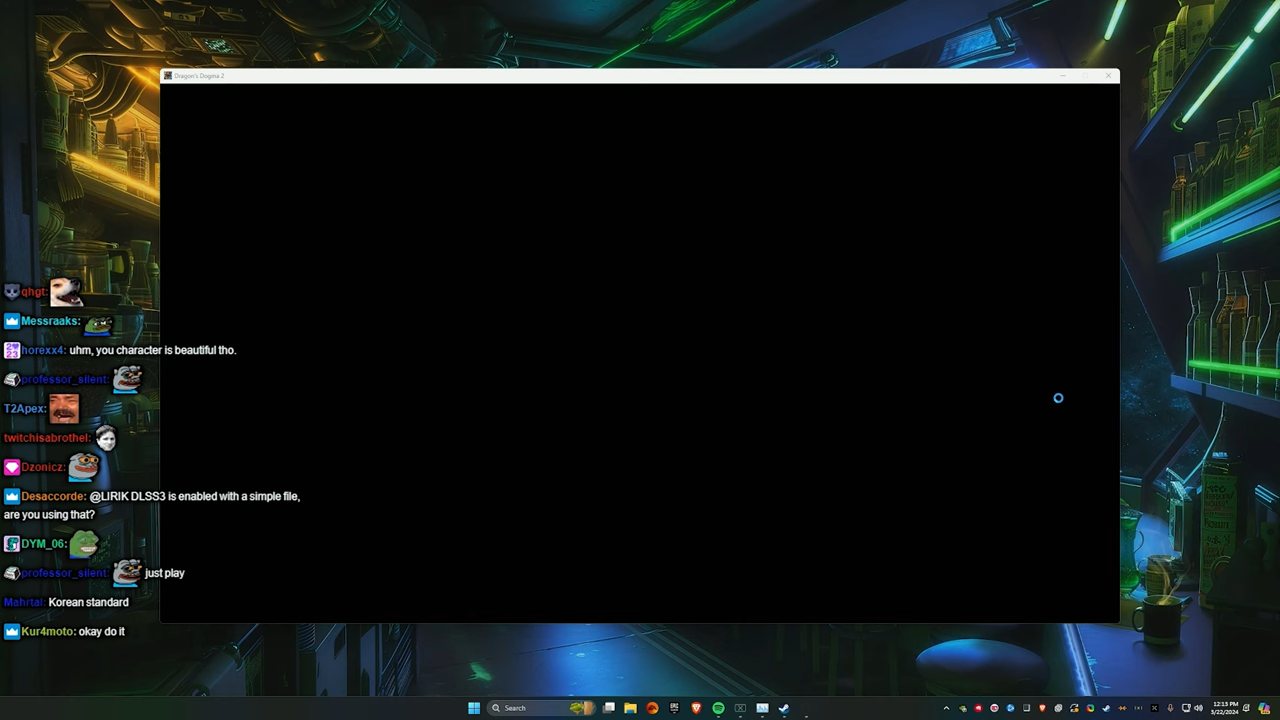 Dragon's Dogma 2
qhgt:
Messraaks:
horexx4: uhm, you character is beautiful tho.
professor_silent:
T2Apex:
twitchisabrothel:
Dzonicz:
Desaccorde: @LIRIK DLSS3 is enabled with a simple file,
are you using that?
DYM_06:
professor_silent: just play
Mahrtal: Korean standard
Kur4moto: okay do it
Search
12:13 PM
5/22/2024